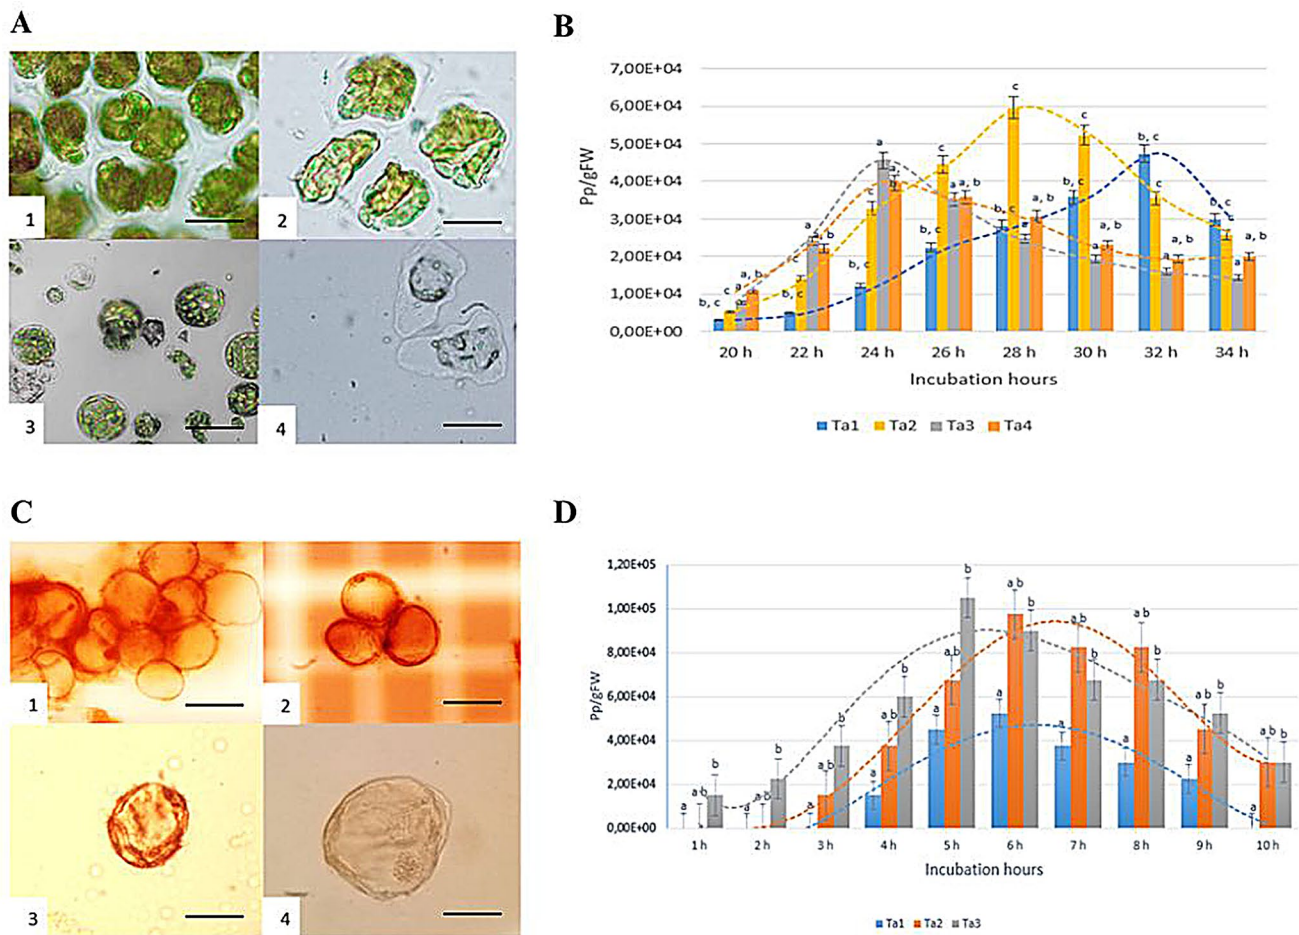 A
1
2
3
4
B
Pp/gFW
7,00E+04
6,00E+04
5,00E+04
4,00E+04
3,00E+04
2,00E+04
1,00E+04
0,00E+00
b, c
c
a
a, b
b, c
c
a
a, b
b, c
c
a
a, b
b, c
c
a
a, b
b, c
c
a
a, b
b, c
c
a
a, b
b, c
c
a
a, b
b, c
c
a
a, b
20 h 22 h 24 h 26 h 28 h 30 h 32 h 34 h
Incubation hours
Ta1 Ta2 Ta3 Ta4
C
1
2
3
4
D
Pp/gFW
1,20E+05
1,00E+05
8,00E+04
6,00E+04
4,00E+04
2,00E+04
0,00E+00
a
a b
b
a
a b
b
a
a b
b
a
a b
b
a
a,b
b
a
a b
b
a
a,b
b
a
a b
b
a
a b
b
a
a b
b
1 h 2 h 3 h 4 h 5 h 6 h 7 h 8 h 9 h 10 h
Incubation hours
Ta1 Ta2 Ta3